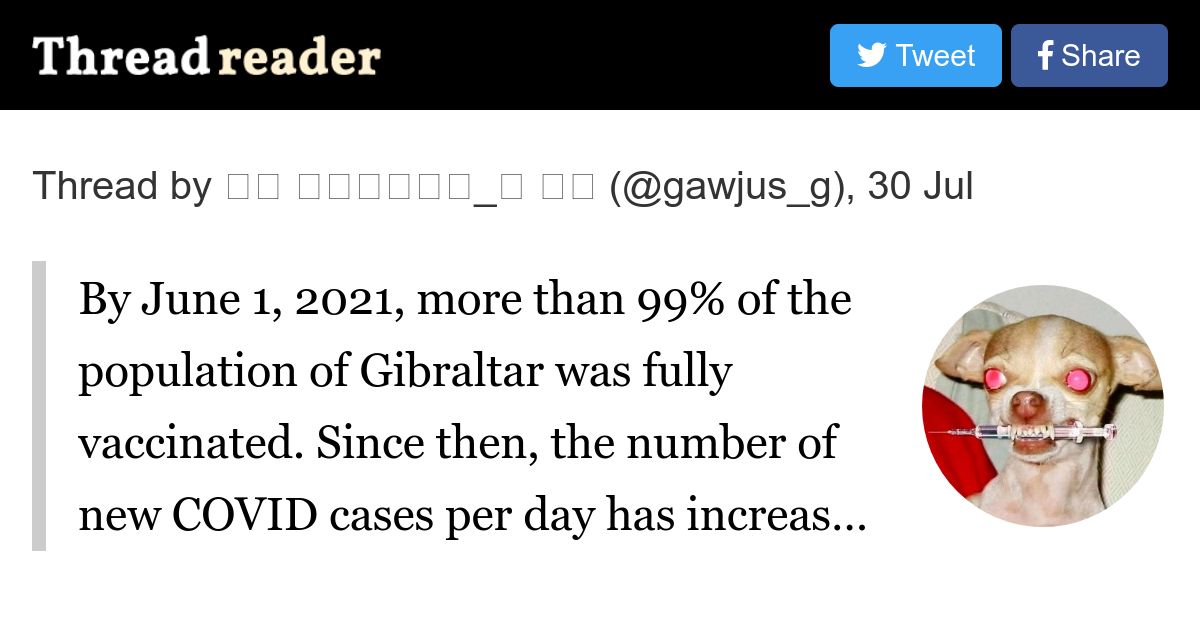 Thread reader
Tweet
Share
Thread by □□ □□□□□□_□ □□ (@gawjus_g), 30 Jul
By June 1, 2021, more than 99% of the
population of Gibraltar was fully
vaccinated. Since then, the number of
new COVID cases per day has increas...